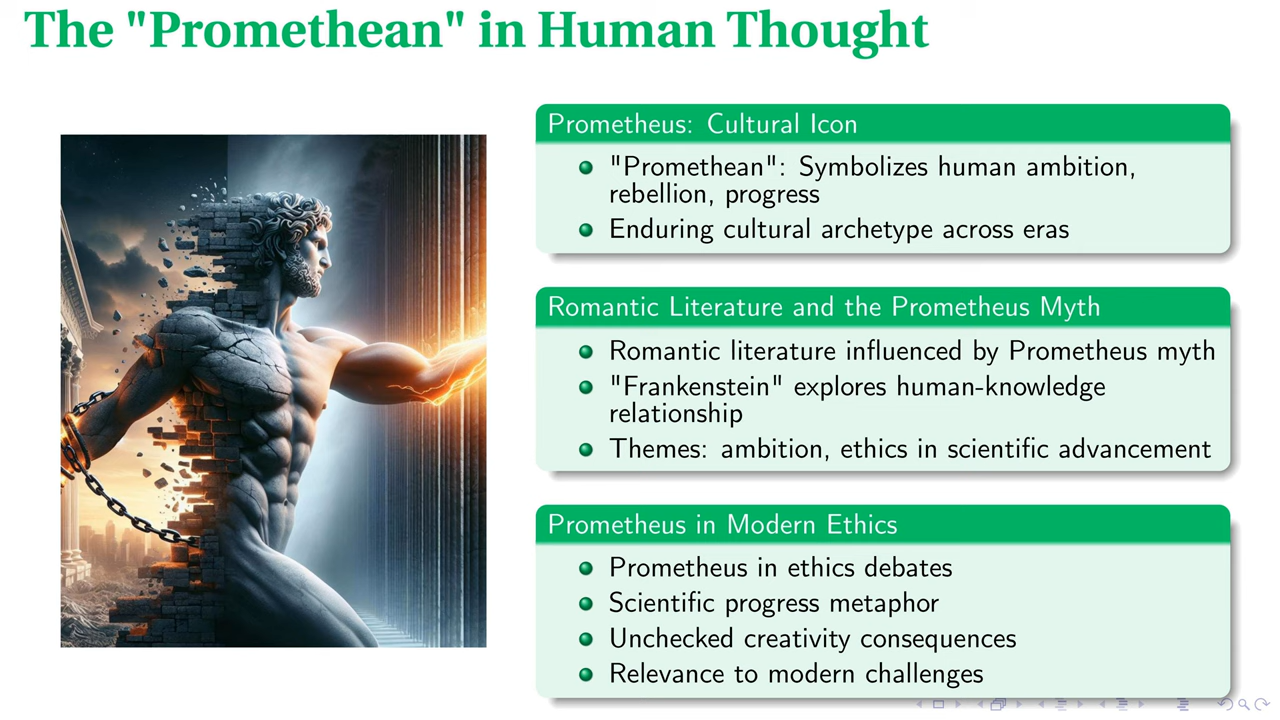 The "Promethean" in Human Thought
Prometheus: Cultural Icon
"Promethean": Symbolizes human ambition,
rebellion, progress
Enduring cultural archetype across eras
Romantic Literature and the Prometheus Myth
Romantic literature influenced by Prometheus myth
"Frankenstein" explores human-knowledge
relationship
Themes: ambition, ethics in scientific advancement
Prometheus in Modern Ethics
Prometheus in ethics debates
Scientific progress metaphor
Unchecked creativity consequences
Relevance to modern challenges